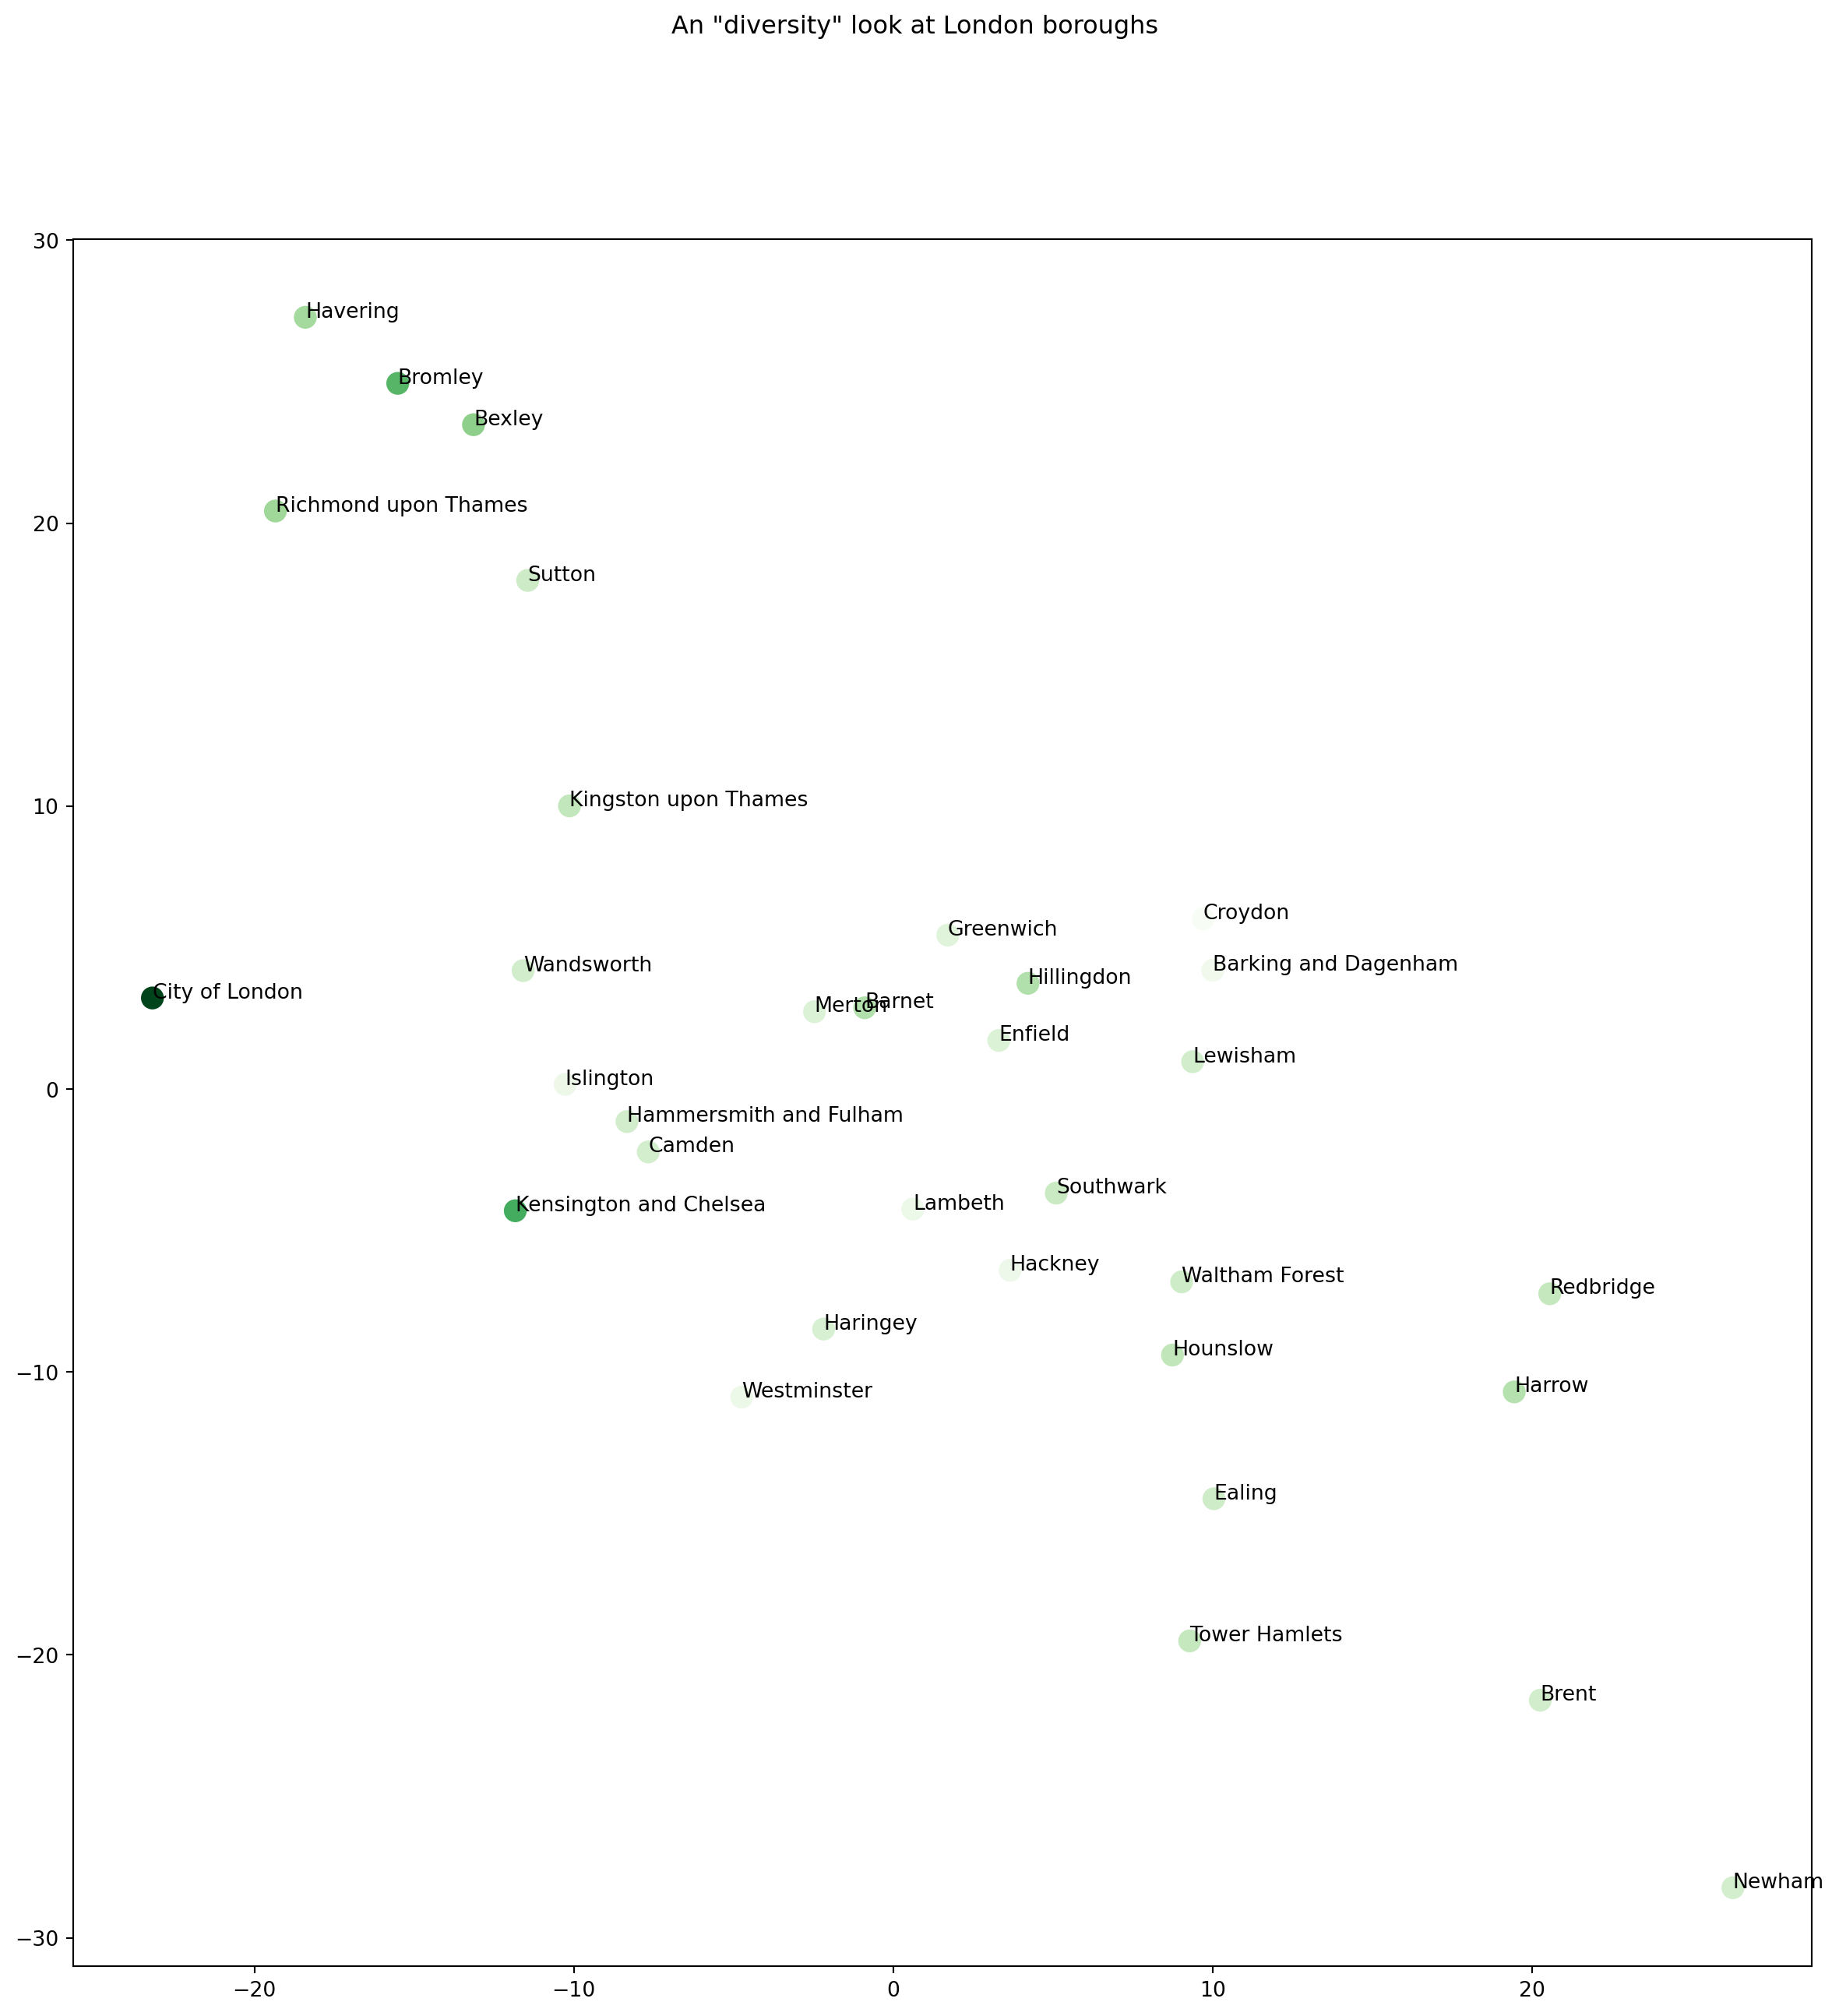 An "diversity" look at London boroughs
30
Havering
Bromley
Bexley
Richmond upon Thames
20
Sutton
10
Kingston upon Thames
Croydon
Greenwich
Wandsworth
Barking and Dagenham
Hillingdon
City of London
Barnet
Merton
Enfield
Lewisham
0
Islington
Hammersmith and Fulham
Camden
Southwark
Kensington and Chelsea
Lambeth
Hackney
Waltham Forest
Redbridge
Haringey
Hounslow
−10
Harrow
Westminster
Ealing
Tower Hamlets
−20
Brent
Newham
−30
−20 −10 0 10 20